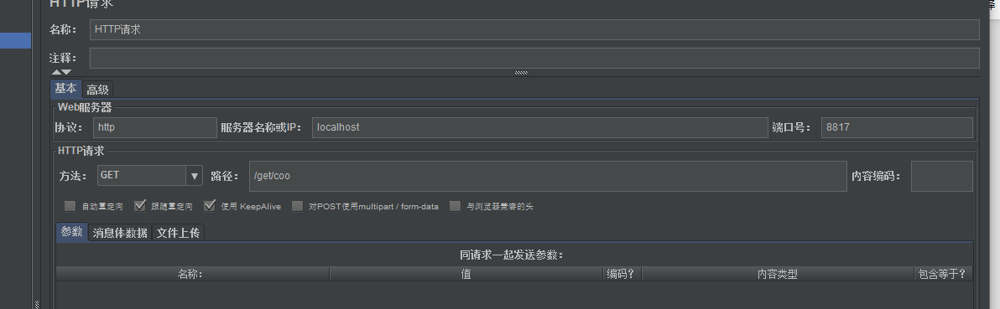 HTTP请求
名称： HTTP请求
注释：
基本 高级
Web服务器
协议： http 服务器名称或IP： localhost 端口号： 8817
HTTP请求
方法： GET 路径： /get/coo 内容编码：
自动重定向 跟随重定向 使用 KeepAlive 对POST使用multipart / form-data 与浏览器兼容的头
参数 消息体数据 文件上传
同请求一起发送参数：
名称： 值 编码? 内容类型 包含等于?